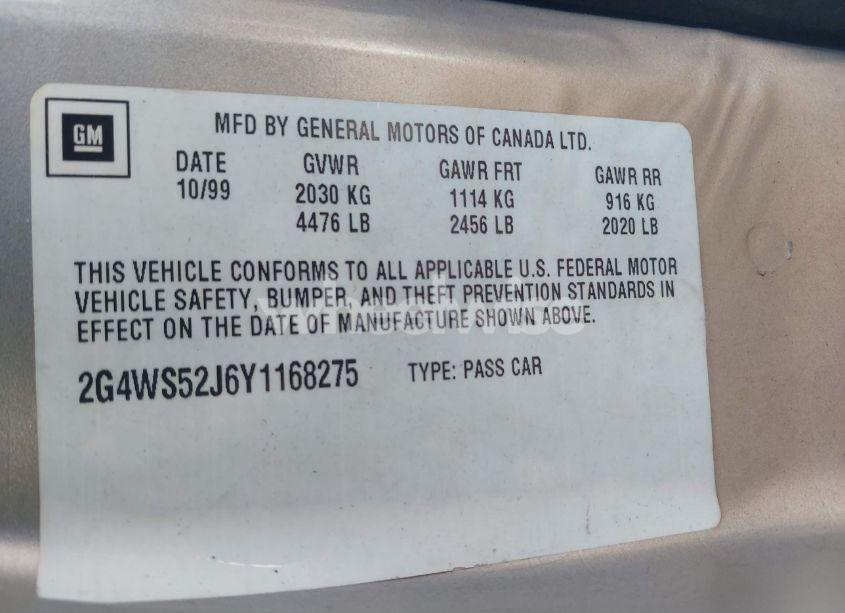 GM
MFD BY GENERAL MOTORS OF CANADA LTD.
DATE GVWR GAWR FRT GAWR RR
10/99 2030 KG 1114 KG 916 KG
4476 LB 2456 LB 2020 LB
THIS VEHICLE CONFORMS TO ALL APPLICABLE U.S. FEDERAL MOTOR
VEHICLE SAFETY, BUMPER, AND THEFT PREVENTION STANDARDS IN
EFFECT ON THE DATE OF MANUFACTURE SHOWN ABOVE.
2G4WS52J6Y1168275 TYPE: PASS CAR